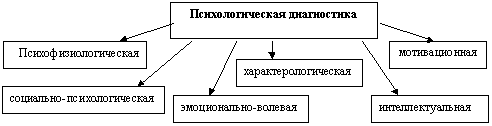 Психологическая диагностика
Психофизиологическая
мотивационная
характерологическая
социально-психологическая
эмоционально-волевая
интеллектуальная